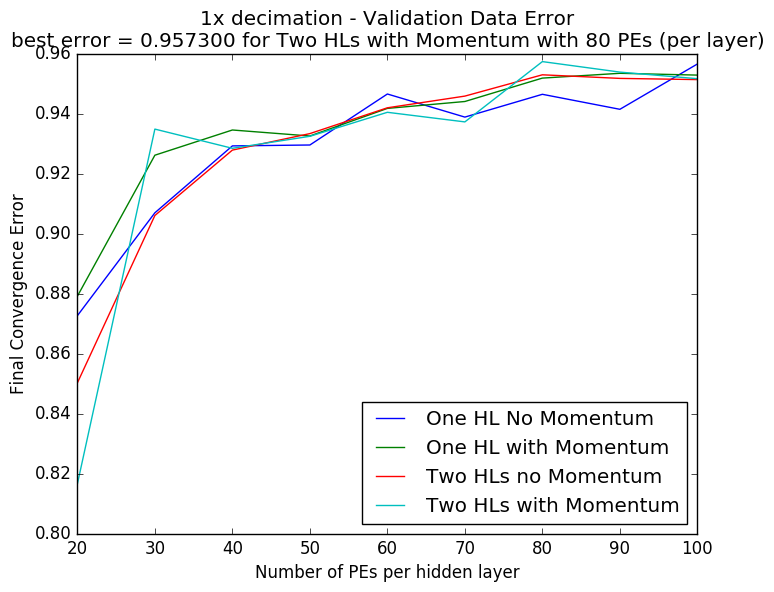 1x decimation - Validation Data Error
best error = 0.957300 for Two HLs with Momentum with 80 PEs (per layer)
0.96
0.94
0.92
0.90
0.88
0.86
0.84
0.82
0.80
Final Convergence Error
One HL No Momentum
One HL with Momentum
Two HLs no Momentum
Two HLs with Momentum
20 30 40 50 60 70 80 90 100
Number of PEs per hidden layer